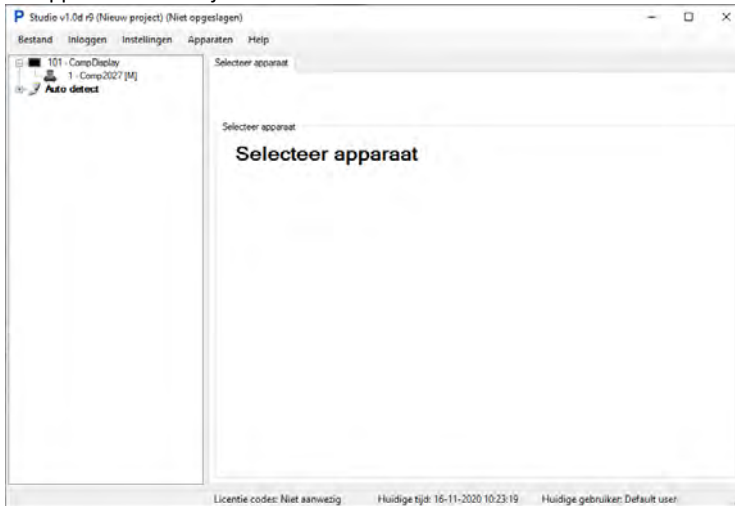 Studio v1.0d r9 (Nieuw project) (Niet opgeslagen)
Bestand Inloggen Instellingen Apparaten Help
101 - CompDisplay
1 - Comp2027 [M]
Auto detect
Selecteer apparaat
Selecteer apparaat
Selecteer apparaat
Licentie codes: Niet aanwezig Huidige tijd: 16-11-2020 10:23:19 Huidige gebruiker: Default user